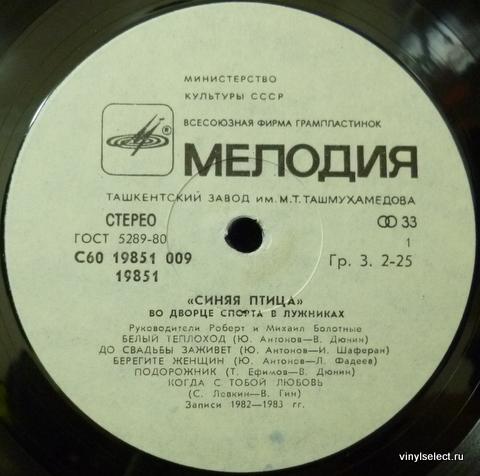 МИНИСТЕРСТВО
КУЛЬТУРЫ СССР
ВСЕСОЮЗНАЯ ФИРМА ГРАМПЛАСТИНОК
МЕЛОДИЯ
ТАШКЕНТСКИЙ ЗАВОД ИМ. М.Т. ТАШМУХАМЕДОВА
СТЕРЕО
33
ГОСТ 5289-80
1
С60 19851 009
Гр. 3. 2-25
19851
«СИНЯЯ ПТИЦА»
ВО ДВОРЦЕ СПОРТА В ЛУЖНИКАХ
Руководители Роберт и Михаил Болотные
БЕЛЫЙ ТЕПЛОХОД (Ю. Антонов—В. Дюнин)
ДО СВАДЬБЫ ЗАЖИВЕТ (Ю. Антонов—И. Шаферан)
БЕРЕГИТЕ ЖЕНЩИН (Ю. Антонов—Л. Фадеев)
ПОДОРОЖНИК (Т. Ефимов—В. Дюнин)
КОГДА С ТОБОЙ ЛЮБОВЬ
(С. Левкин—В. Гин)
Записи 1982—1983 гг.
vinylselect.ru